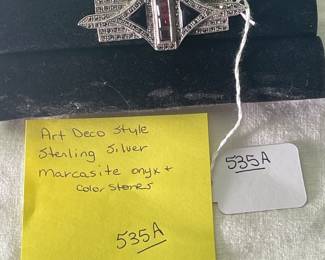 Art Deco Style
Sterling Silver
Marcasite onyx +
color stones
535A
535A